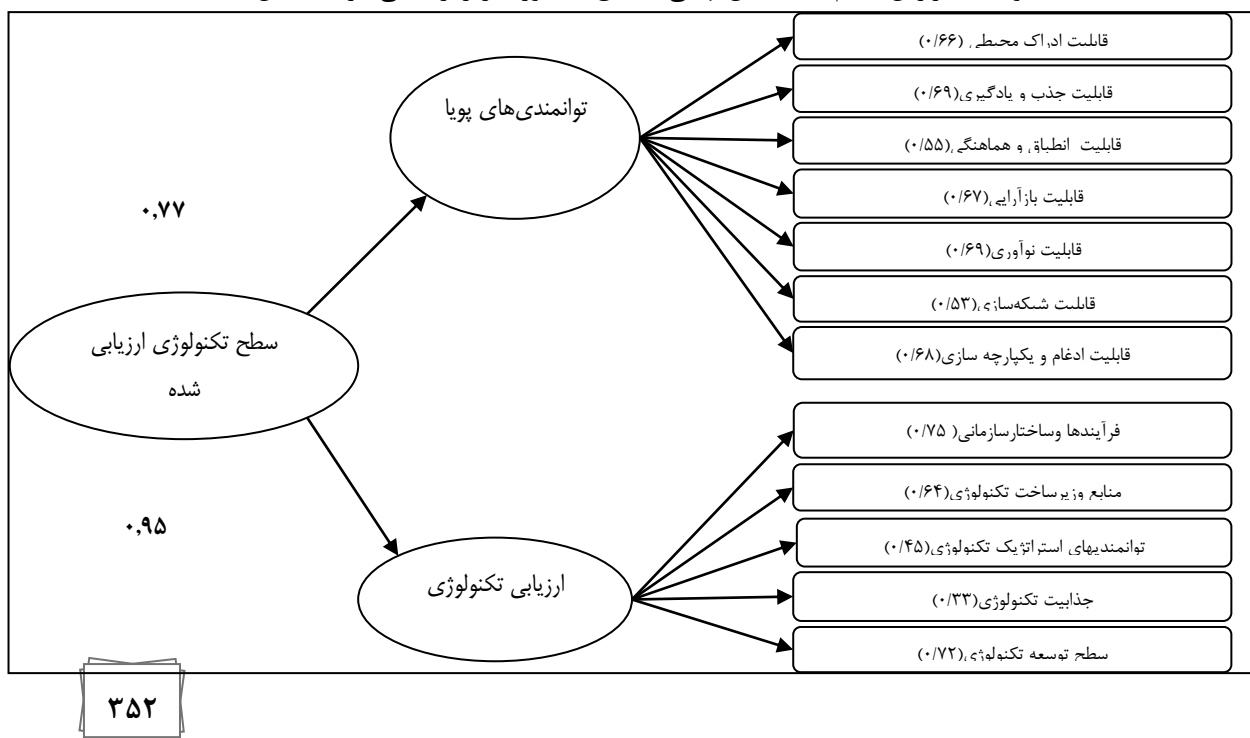 قابلیت ادراک محیطی (۰/۶۶)
توانمندی‌های پویا
قابلیت جذب و یادگیری(۰/۶۹)
قابلیت انطباق و هماهنگی(۰/۵۵)
قابلیت بازآرایی(۰/۶۷)
۰,۷۷
قابلیت نوآوری(۰/۶۹)
قابلیت شبکه‌سازی(۰/۵۳)
سطح تکنولوژی ارزیابی
شده
قابلیت ادغام و یکپارچه سازی(۰/۶۸)
فرآیندها وساختارسازمانی( ۰/۷۵)
منابع وزیرساخت تکنولوژی(۰/۶۴)
۰,۹۵
توانمندیهای استراتژیک تکنولوژی(۰/۴۵)
ارزیابی تکنولوژی
جذابیت تکنولوژی(۰/۳۳)
سطح توسعه تکنولوژی(۰/۷۲)
۳۵۲